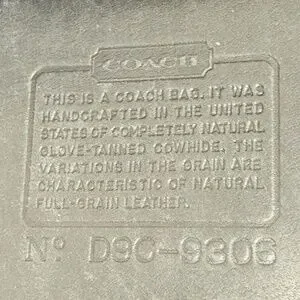 COACH
THIS IS A COACH BAG. IT WAS
HANDCRAFTED IN THE UNITED
STATES OF COMPLETELY NATURAL
GLOVE-TANNED COWHIDE. THE
VARIATIONS IN THE GRAIN ARE
CHARACTERISTIC OF NATURAL
FULL-GRAIN LEATHER.
Nº D9C-9306